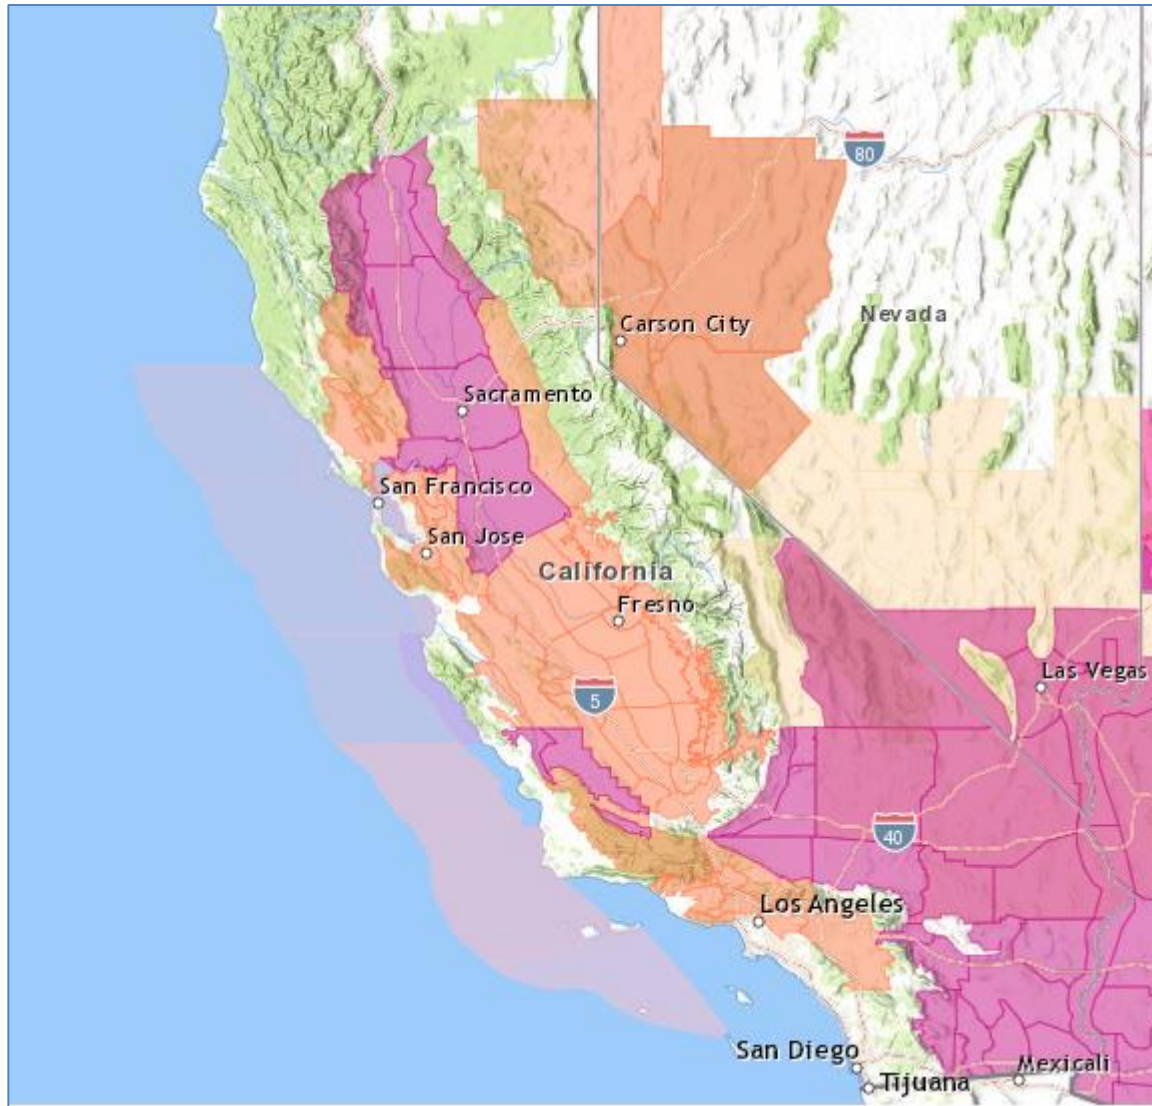 80
Carson City
Nevada
Sacramento
San Francisco
San Jose
California
Fresno
5
Las Vegas
40
Los Angeles
San Diego
Mexicali
Tijuana